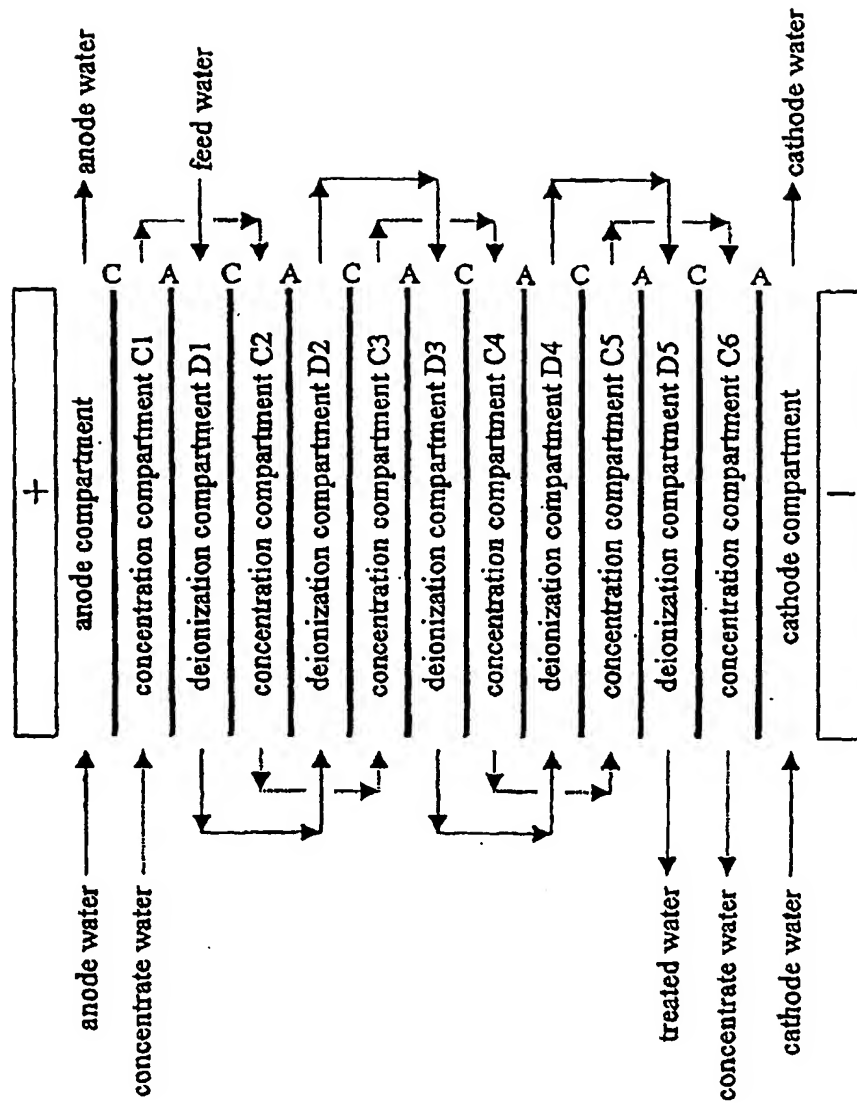 +
anode water
anode compartment
anode water
C
concentrate water
concentration compartment C1
A
deionization compartment D1
feed water
C
concentration compartment C2
A
deionization compartment D2
C
concentration compartment C3
A
deionization compartment D3
C
concentration compartment C4
A
deionization compartment D4
C
concentration compartment C5
A
treated water
deionization compartment D5
C
concentrate water
concentration compartment C6
A
cathode water
cathode compartment
cathode water
−